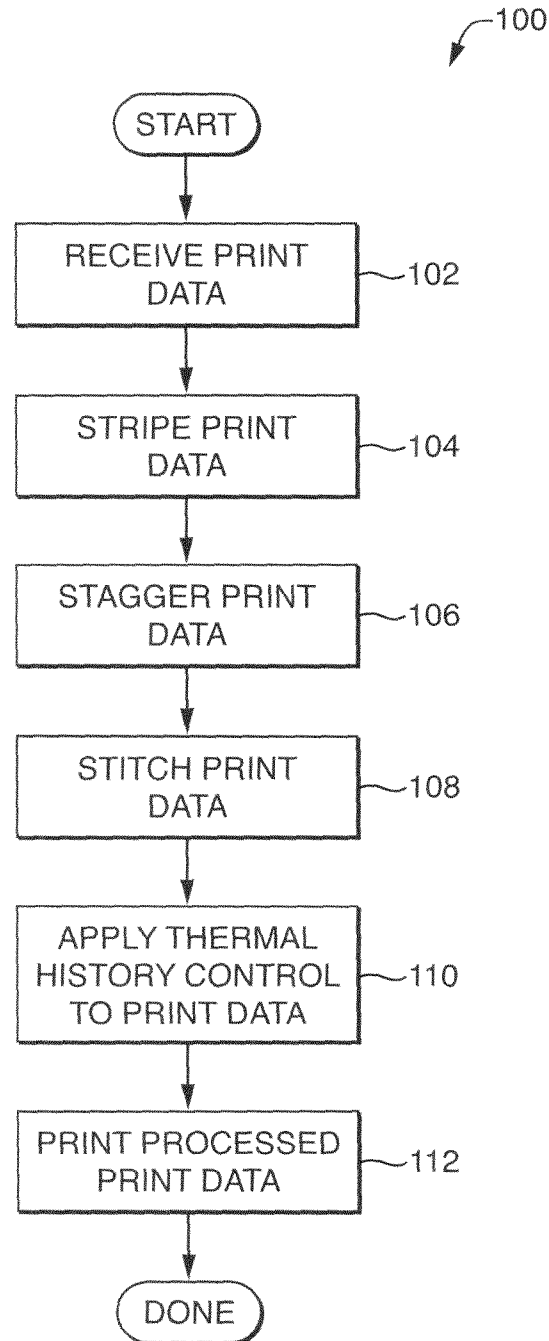 100
START
RECEIVE PRINT
DATA
102
STRIPE PRINT
DATA
104
STAGGER PRINT
DATA
106
STITCH PRINT
DATA
108
APPLY THERMAL
HISTORY CONTROL
TO PRINT DATA
110
PRINT PROCESSED
PRINT DATA
112
DONE